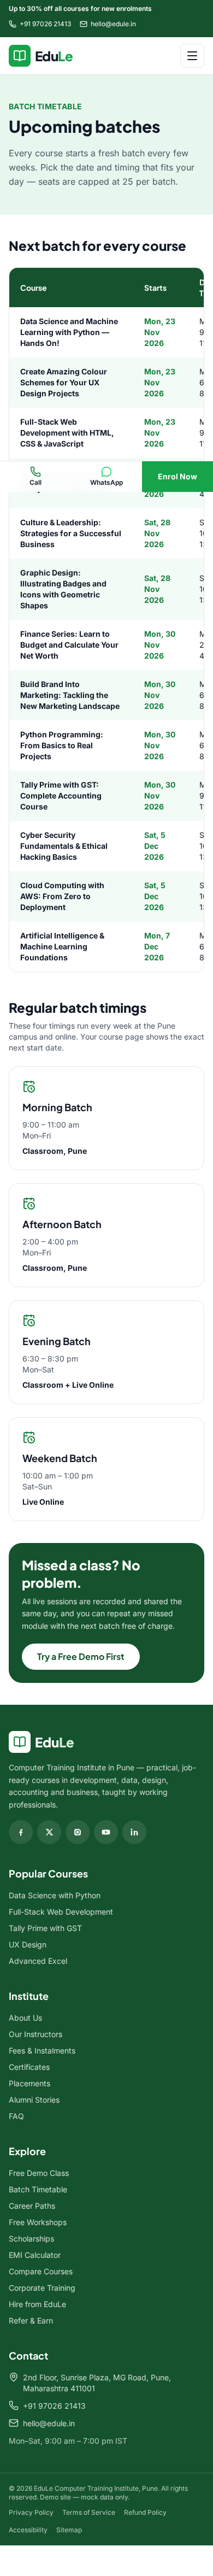 Up to 30% off all courses for new enrolments
+91 97026 21413 hello@edule.in
EduLe
BATCH TIMETABLE
Upcoming batches
Every course starts a fresh batch every few
weeks. Pick the date and timing that fits your
day — seats are capped at 25 per batch.
Next batch for every course
Course Starts
Data Science and Machine Mon, 23
Learning with Python — Nov
Hands On! 2026
Create Amazing Colour Mon, 23
Schemes for Your UX Nov
Design Projects 2026
Full-Stack Web Mon, 23
Development with HTML, Nov
CSS & JavaScript 2026
Call WhatsApp Enrol Now
2026
Culture & Leadership: Sat, 28
Strategies for a Successful Nov
Business 2026
Graphic Design:
Illustrating Badges and Sat, 28
Icons with Geometric Nov
Shapes 2026
Finance Series: Learn to Mon, 30
Budget and Calculate Your Nov
Net Worth 2026
Build Brand Into Mon, 30
Marketing: Tackling the Nov
New Marketing Landscape 2026
Python Programming: Mon, 30
From Basics to Real Nov
Projects 2026
Tally Prime with GST: Mon, 30
Complete Accounting Nov
Course 2026
Cyber Security Sat, 5
Fundamentals & Ethical Dec
Hacking Basics 2026
Cloud Computing with Sat, 5
AWS: From Zero to Dec
Deployment 2026
Artificial Intelligence & Mon, 7
Machine Learning Dec
Foundations 2026
Regular batch timings
These four timings run every week at the Pune
campus and online. Your course page shows the exact
next start date.
Morning Batch
9:00 – 11:00 am
Mon–Fri
Classroom, Pune
Afternoon Batch
2:00 – 4:00 pm
Mon–Fri
Classroom, Pune
Evening Batch
6:30 – 8:30 pm
Mon–Sat
Classroom + Live Online
Weekend Batch
10:00 am – 1:00 pm
Sat–Sun
Live Online
Missed a class? No
problem.
All live sessions are recorded and shared the
same day, and you can repeat any missed
module with the next batch free of charge.
Try a Free Demo First
EduLe
Computer Training Institute in Pune — practical, job-
ready courses in development, data, design,
accounting and business, taught by working
professionals.
Popular Courses
Data Science with Python
Full-Stack Web Development
Tally Prime with GST
UX Design
Advanced Excel
Institute
About Us
Our Instructors
Fees & Instalments
Certificates
Placements
Alumni Stories
FAQ
Explore
Free Demo Class
Batch Timetable
Career Paths
Free Workshops
Scholarships
EMI Calculator
Compare Courses
Corporate Training
Hire from EduLe
Refer & Earn
Contact
2nd Floor, Sunrise Plaza, MG Road, Pune,
Maharashtra 411001
+91 97026 21413
hello@edule.in
Mon–Sat, 9:00 am – 7:00 pm IST
© 2026 EduLe Computer Training Institute, Pune. All rights
reserved. Demo site — mock data only.
Privacy Policy Terms of Service Refund Policy
Accessibility Sitemap